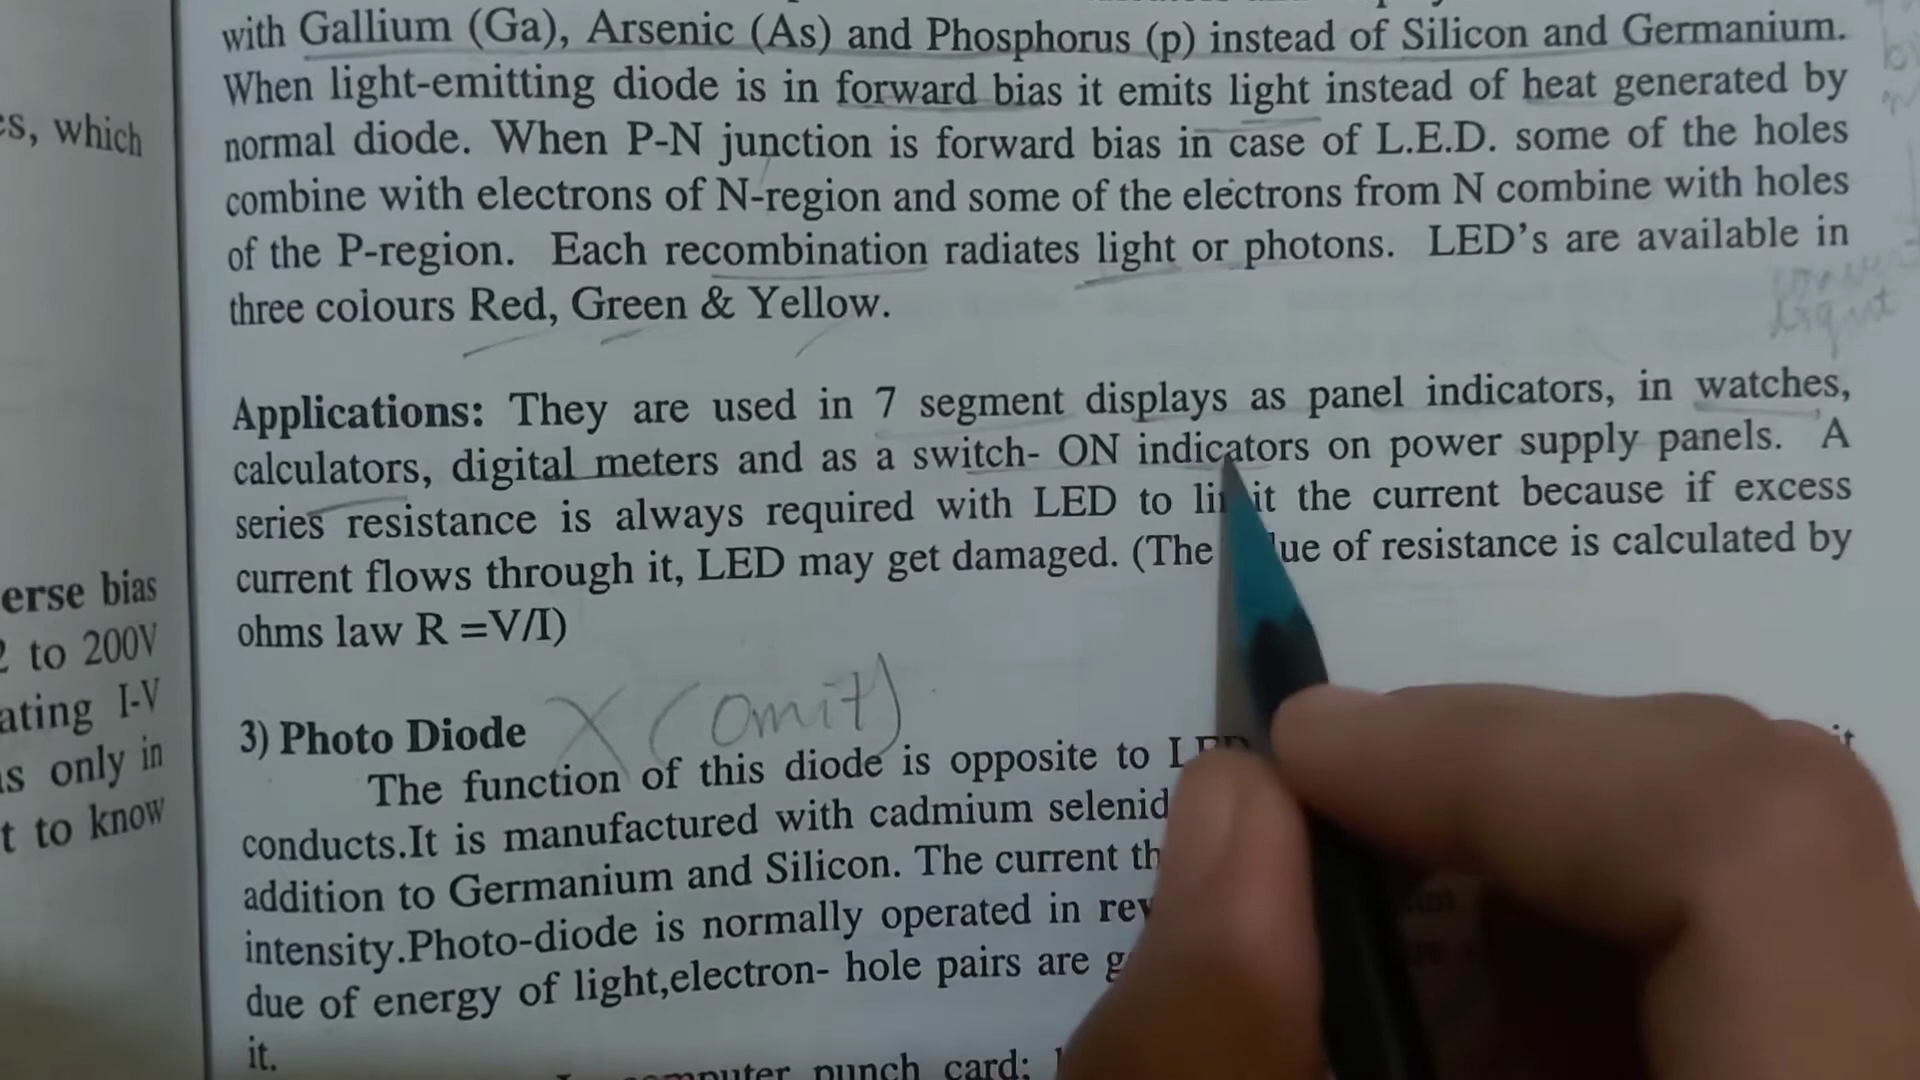 with Gallium (Ga), Arsenic (As) and Phosphorus (p) instead of Silicon and Germanium.
When light-emitting diode is in forward bias it emits light instead of heat generated by
normal diode. When P-N junction is forward bias in case of L.E.D. some of the holes
combine with electrons of N-region and some of the electrons from N combine with holes
of the P-region. Each recombination radiates light or photons. LED's are available in
three colours Red, Green & Yellow.
Applications: They are used in 7 segment displays as panel indicators, in watches,
calculators, digital meters and as a switch- ON indicators on power supply panels. A
series resistance is always required with LED to li it the current because if excess
current flows through it, LED may get damaged. (The ue of resistance is calculated by
ohms law R =V/I)
3) Photo Diode X (omit)
The function of this diode is opposite to LED
conducts.It is manufactured with cadmium selenid
addition to Germanium and Silicon. The current th
intensity.Photo-diode is normally operated in rev
due of energy of light,electron- hole pairs are g
it.
computer punch card;
es, which
erse bias
2 to 200V
ating I-V
is only in
t to know
light